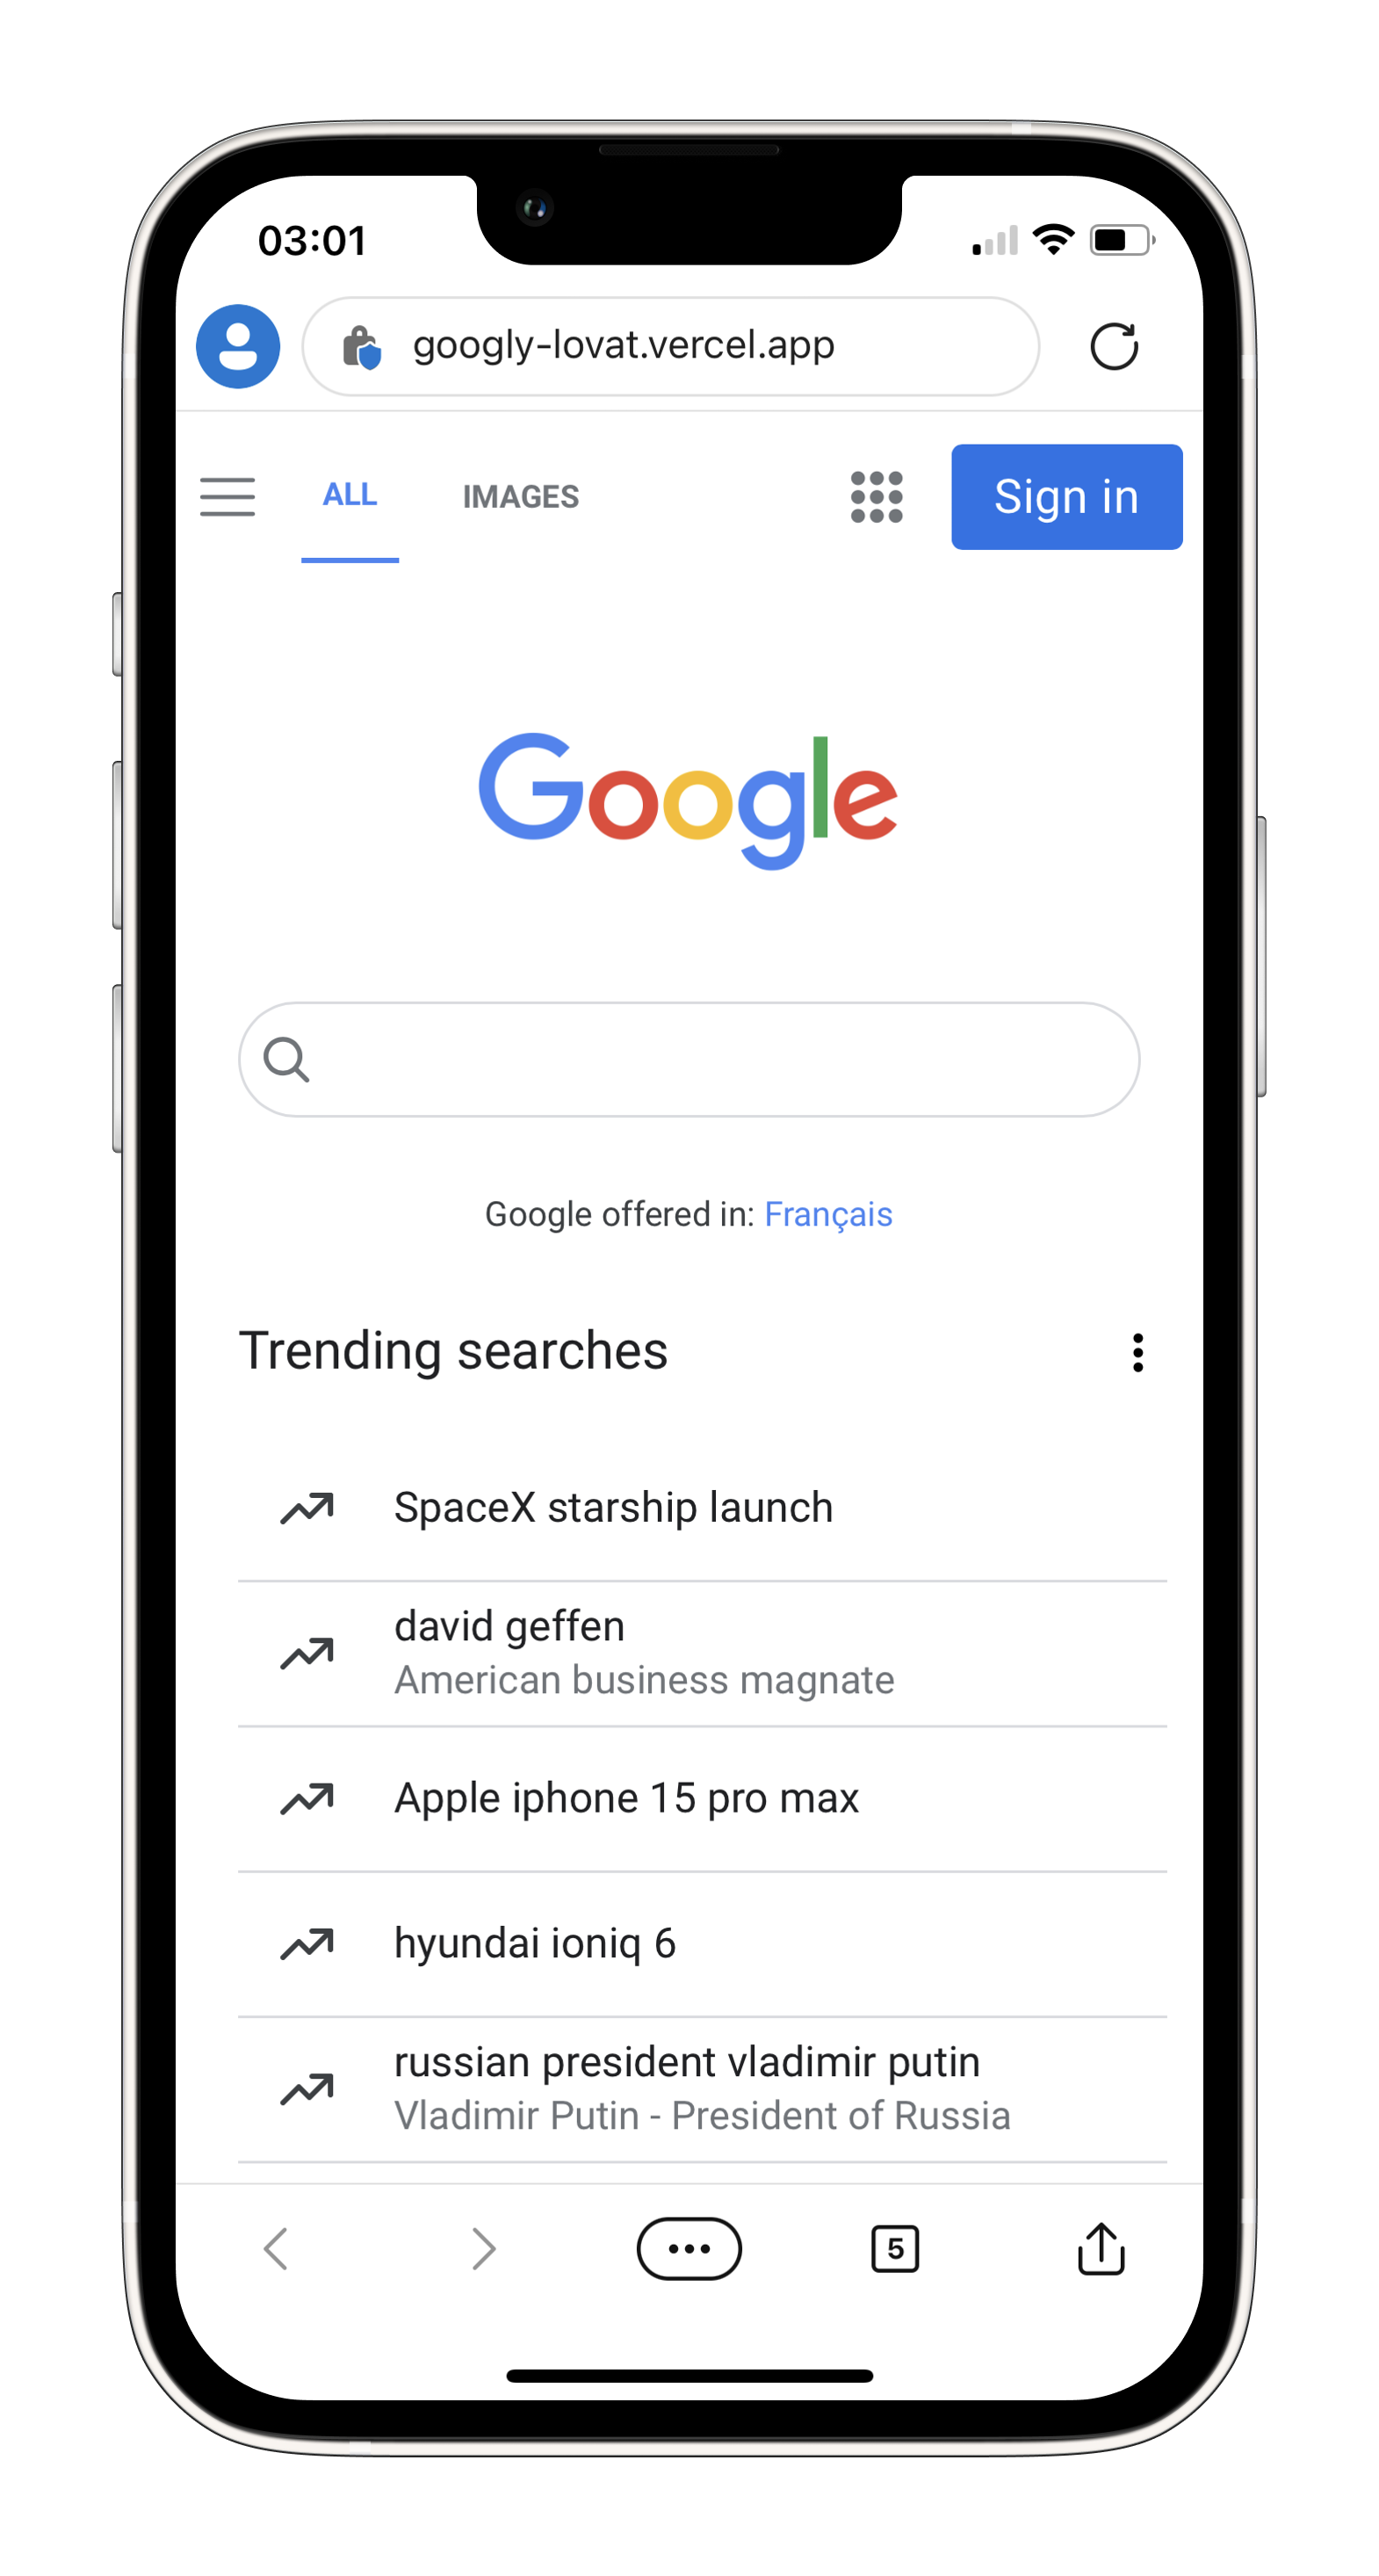 03:01
googly-lovat.vercel.app
ALL IMAGES Sign in
Google
Google offered in: Français
Trending searches
SpaceX starship launch
david geffen
American business magnate
Apple iphone 15 pro max
hyundai ioniq 6
russian president vladimir putin
Vladimir Putin - President of Russia
5